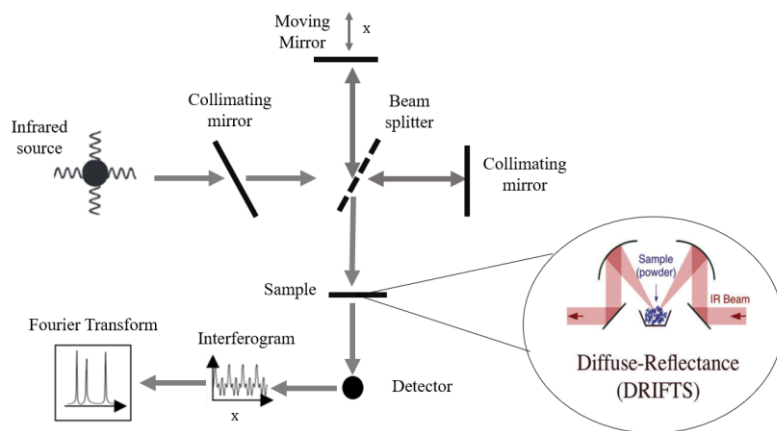 Moving
Mirror
x
Collimating
mirror
Beam
splitter
Infrared
source
Collimating
mirror
Sample
Sample
(powder)
IR Beam
Diffuse-Reflectance
(DRIFTS)
Fourier Transform
Interferogram
x
Detector